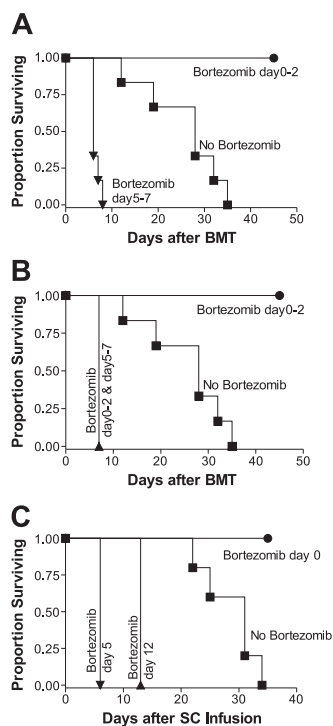 A
Proportion Surviving
1.00
0.75
0.50
0.25
0.00
Bortezomib day0-2
No Bortezomib
Bortezomib
day5-7
0 10 20 30 40 50
Days after BMT
B
Proportion Surviving
1.00
0.75
0.50
0.25
0.00
Bortezomib day0-2
No Bortezomib
Bortezomib
day0-2 & day5-7
0 10 20 30 40 50
Days after BMT
C
Proportion Surviving
1.00
0.75
0.50
0.25
0.00
Bortezomib day 0
No Bortezomib
Bortezomib
day 5
Bortezomib
day 12
0 20 40
Days after SC Infusion